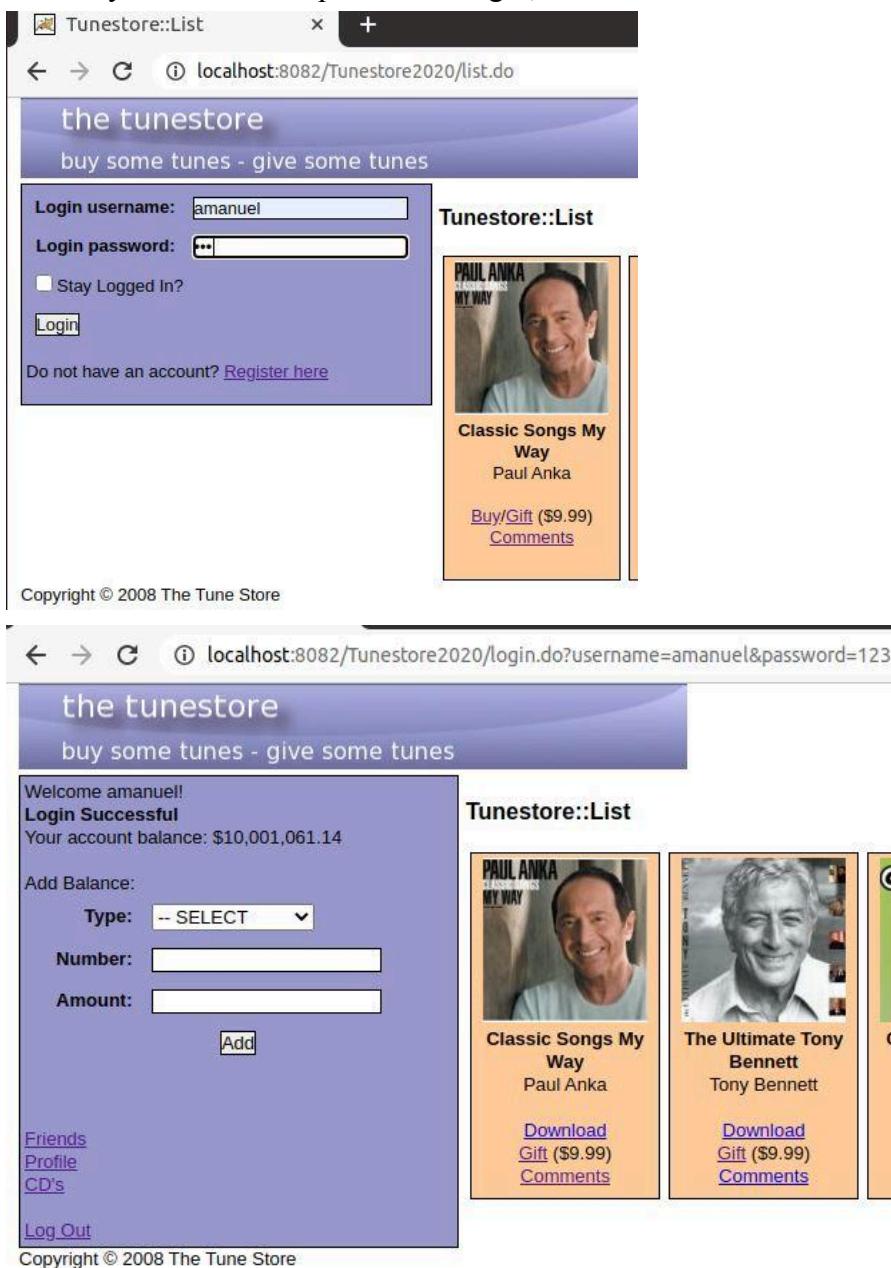 Tunestore::List
localhost:8082/Tunestore2020/list.do
the tunestore
buy some tunes - give some tunes
Login username: amanuel
Login password: •••
Stay Logged In?
Login
Do not have an account? Register here
Tunestore::List
PAUL ANKA
CLASSIC SONGS
MY WAY
Classic Songs My
Way
Paul Anka
Buy/Gift ($9.99)
Comments
Copyright © 2008 The Tune Store
localhost:8082/Tunestore2020/login.do?username=amanuel&password=123
the tunestore
buy some tunes - give some tunes
Welcome amanuel!
Login Successful
Your account balance: $10,001,061.14
Add Balance:
Type: -- SELECT
Number:
Amount:
Add
Friends
Profile
CD's
Log Out
Tunestore::List
PAUL ANKA
CLASSIC SONGS
MY WAY
Classic Songs My
Way
Paul Anka
Download
Gift ($9.99)
Comments
The Ultimate Tony
Bennett
Tony Bennett
Download
Gift ($9.99)
Comments
Copyright © 2008 The Tune Store